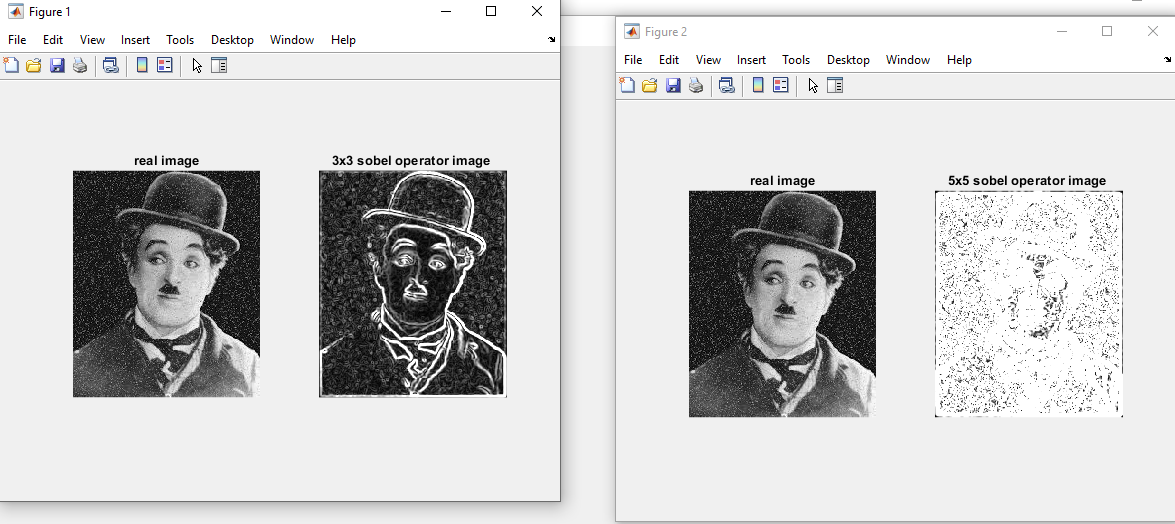 Figure 1
File Edit View Insert Tools Desktop Window Help
real image
3x3 sobel operator image
Figure 2
File Edit View Insert Tools Desktop Window Help
real image
5x5 sobel operator image